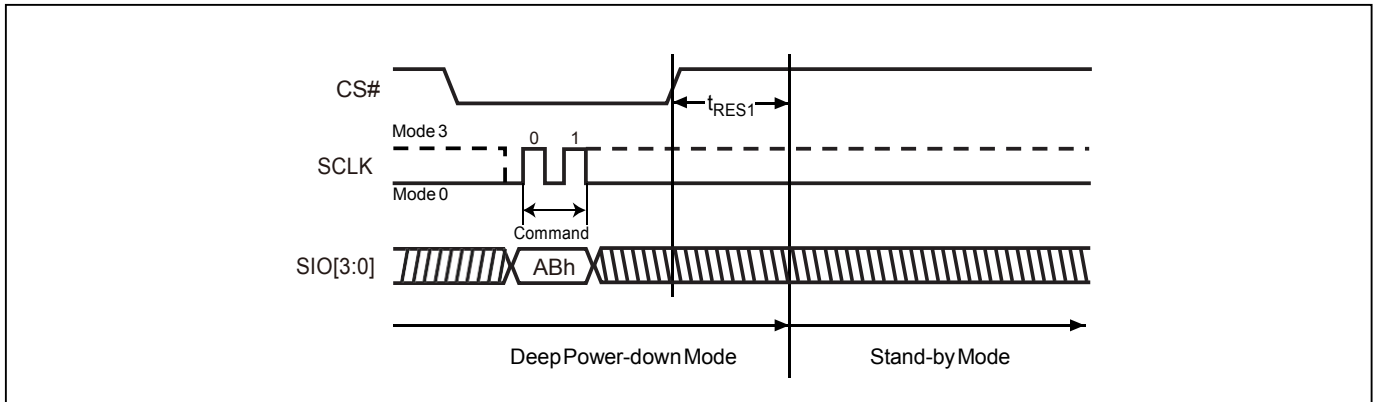 CS#
tRES1
Mode 3
0 1
SCLK
Mode 0
Command
SIO[3:0]
ABh
Deep Power-down Mode
Stand-by Mode